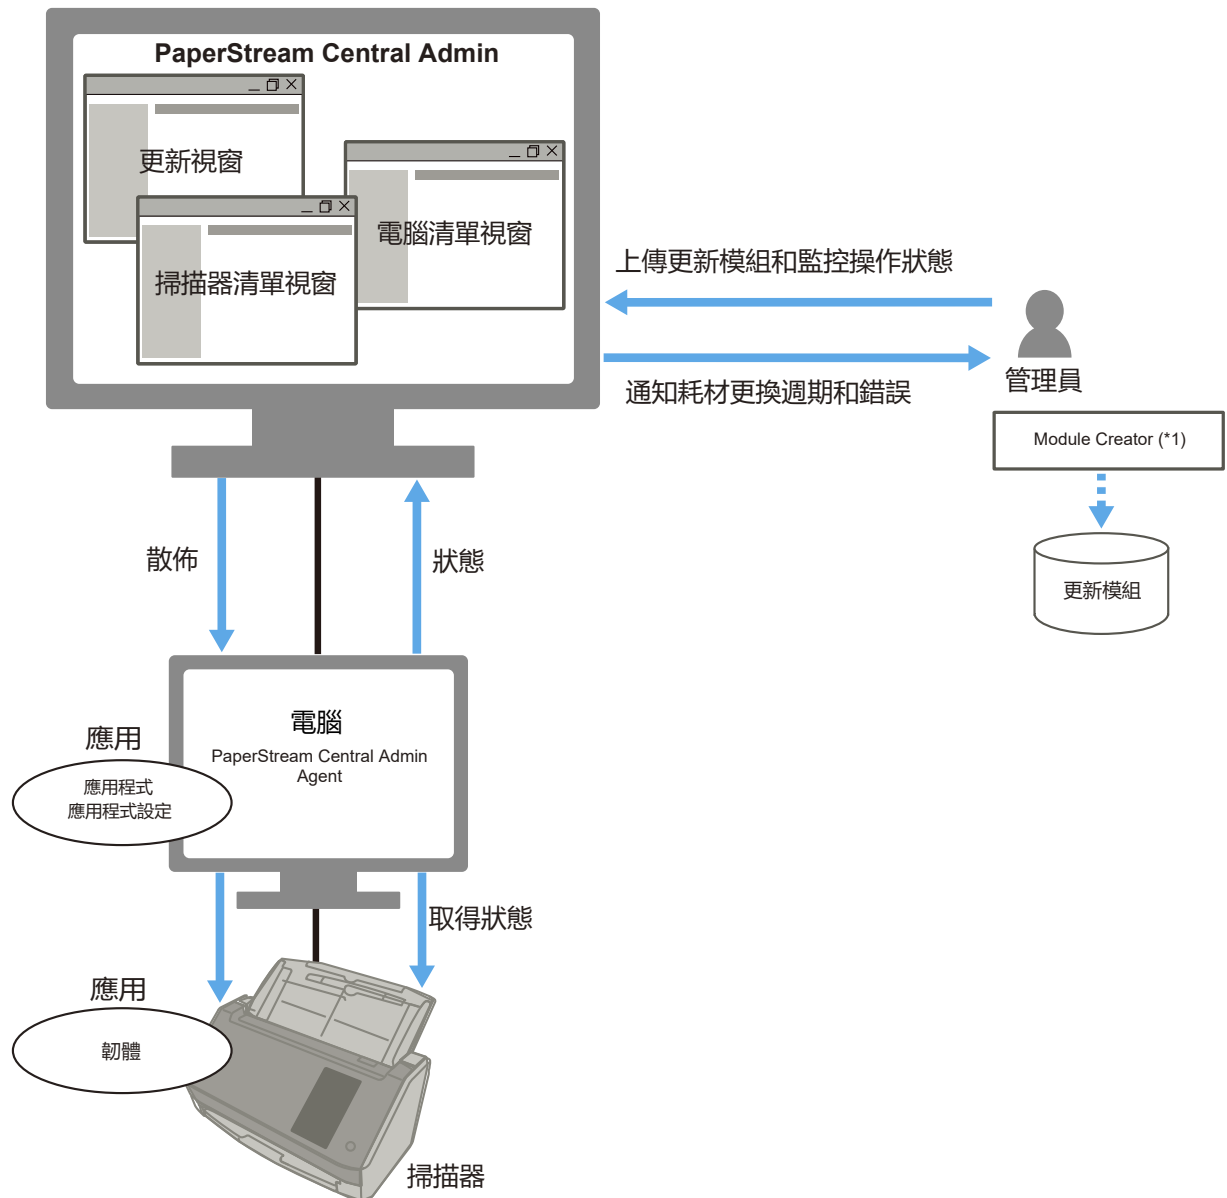 PaperStream Central Admin
更新視窗
電腦清單視窗
掃描器清單視窗
上傳更新模組和監控操作狀態
通知耗材更換週期和錯誤
管理員
Module Creator (*1)
更新模組
散佈
狀態
電腦
PaperStream Central Admin
Agent
應用
應用程式
應用程式設定
取得狀態
應用
韌體
掃描器